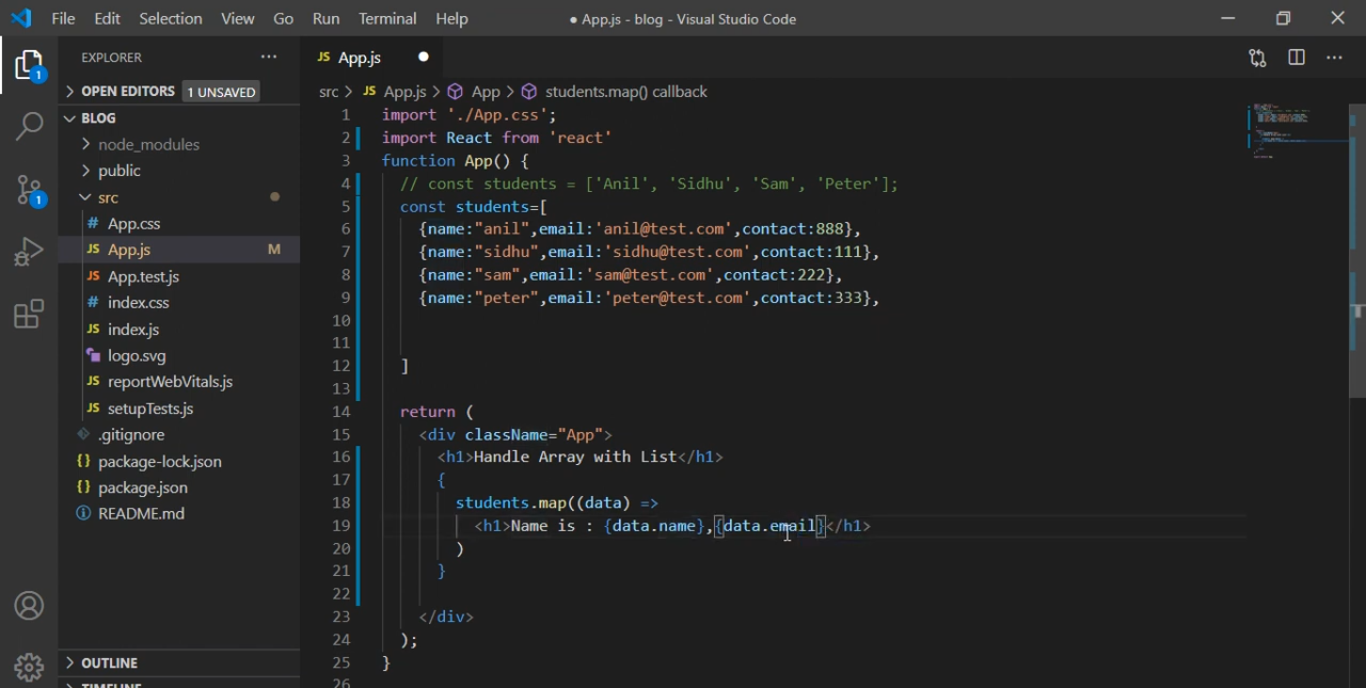 File Edit Selection View Go Run Terminal Help
● App.js - blog - Visual Studio Code
EXPLORER
JS App.js
OPEN EDITORS 1 UNSAVED
src > JS App.js > App > students.map() callback
BLOG
node_modules
public
src
# App.css
JS App.js M
JS App.test.js
# index.css
JS index.js
logo.svg
JS reportWebVitals.js
JS setupTests.js
.gitignore
{} package-lock.json
{} package.json
README.md
OUTLINE
1 import './App.css';
2 import React from 'react'
3 function App() {
4 // const students = ['Anil', 'Sidhu', 'Sam', 'Peter'];
5 const students=[
6 {name:"anil",email:'anil@test.com',contact:888},
7 {name:"sidhu",email:'sidhu@test.com',contact:111},
8 {name:"sam",email:'sam@test.com',contact:222},
9 {name:"peter",email:'peter@test.com',contact:333},
10
11
12 ]
13
14 return (
15 <div className="App">
16 <h1>Handle Array with List</h1>
17 {
18 students.map((data) =>
19 <h1>Name is : {data.name},{data.email}</h1>
20 )
21 }
22
23 </div>
24 );
25 }
26
1
1